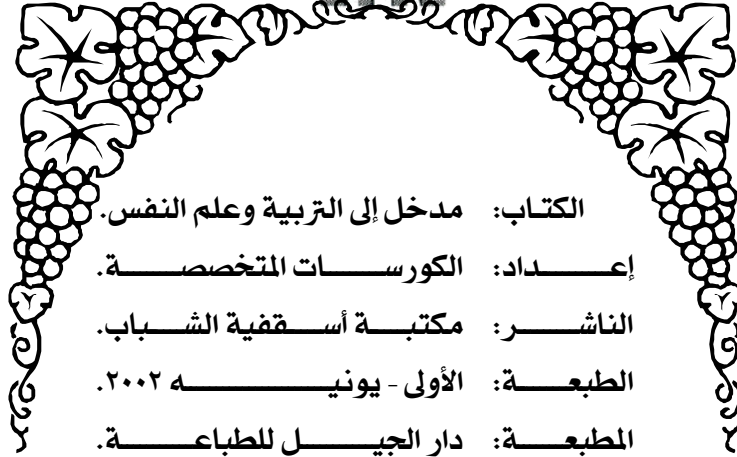 الكتاب: مدخل إلى التربية وعلم النفس.
إعداد: الكورسات المتخصصة.
الناشر: مكتبة أسقفية الشباب.
الطبعة: الأولى - يونيه ٢٠٠٢.
المطبعة: دار الجيل للطباعة.